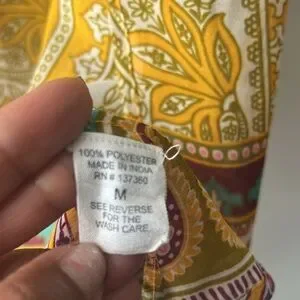 100% POLYESTER
MADE IN INDIA
RN # 137360
M
SEE REVERSE
FOR THE
WASH CARE